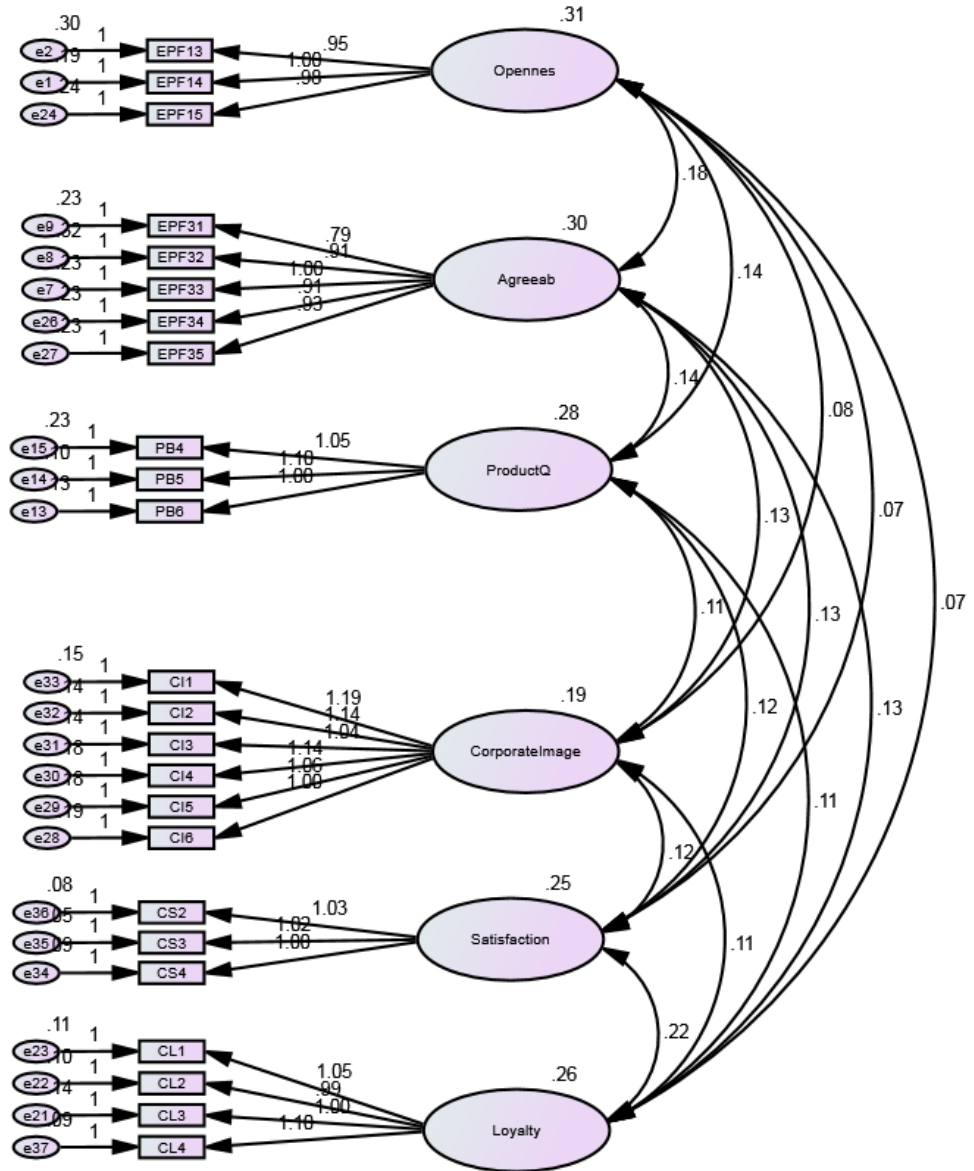 .31
.30
e2
1
EPF13
.95
Opennes
.19
e1
1
EPF14
1.00
.24
e24
1
EPF15
.98
.18
.14
.08
.07
.07
.23
e9
1
EPF31
.79
.30
Agreeab
.32
e8
1
EPF32
.91
.23
e7
1
EPF33
1.00
.23
e26
1
EPF34
.91
.23
e27
1
EPF35
.93
.14
.13
.13
.13
.23
e15
1
PB4
1.05
.28
ProductQ
.10
e14
1
PB5
1.10
.13
e13
1
PB6
1.00
.11
.12
.11
.15
e33
1
CI1
1.19
.19
CorporateImage
.14
e32
1
CI2
1.14
.14
e31
1
CI3
1.04
.18
e30
1
CI4
1.14
.18
e29
1
CI5
1.06
.19
e28
1
CI6
1.00
.12
.11
.08
e36
1
CS2
1.03
.25
Satisfaction
.05
e35
1
CS3
1.02
.09
e34
1
CS4
1.00
.22
.11
e23
1
CL1
1.05
.26
Loyalty
.10
e22
1
CL2
.99
.14
e21
1
CL3
1.00
.09
e37
1
CL4
1.10